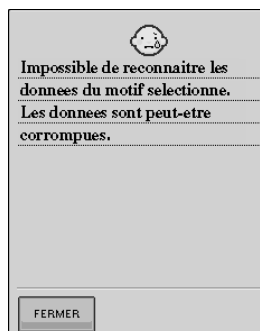 Impossible de reconnaitre les
donnees du motif selectionne.
Les donnees sont peut-etre
corrompues.
FERMER